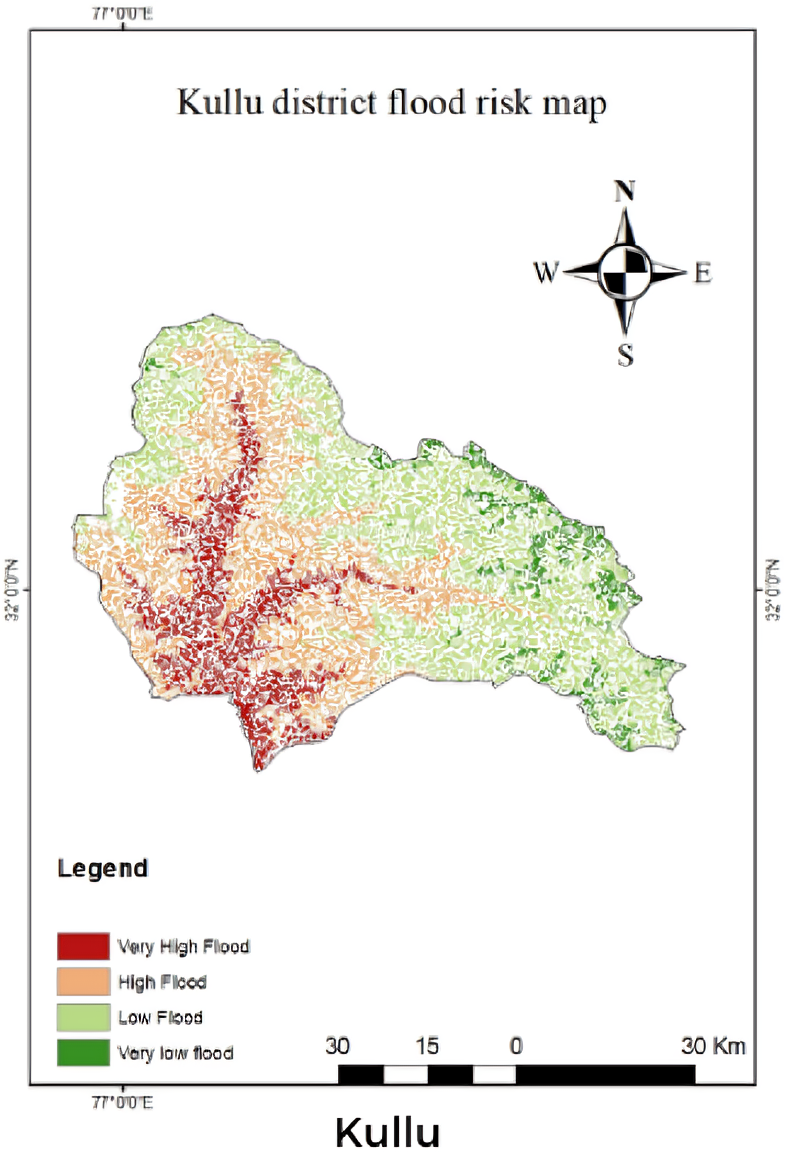 77°0'0"E
Kullu district flood risk map
N
W E
S
32°0'0"N 32°0'0"N
Legend
Very High Flood
High Flood
Low Flood
Very low flood
30 15 0 30 Km
77°0'0"E
Kullu